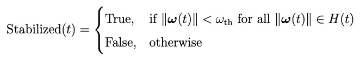 Stabilized(t) = { True, if ‖ω(t)‖ < ω_th for all ‖ω(t)‖ ∈ H(t)
False, otherwise